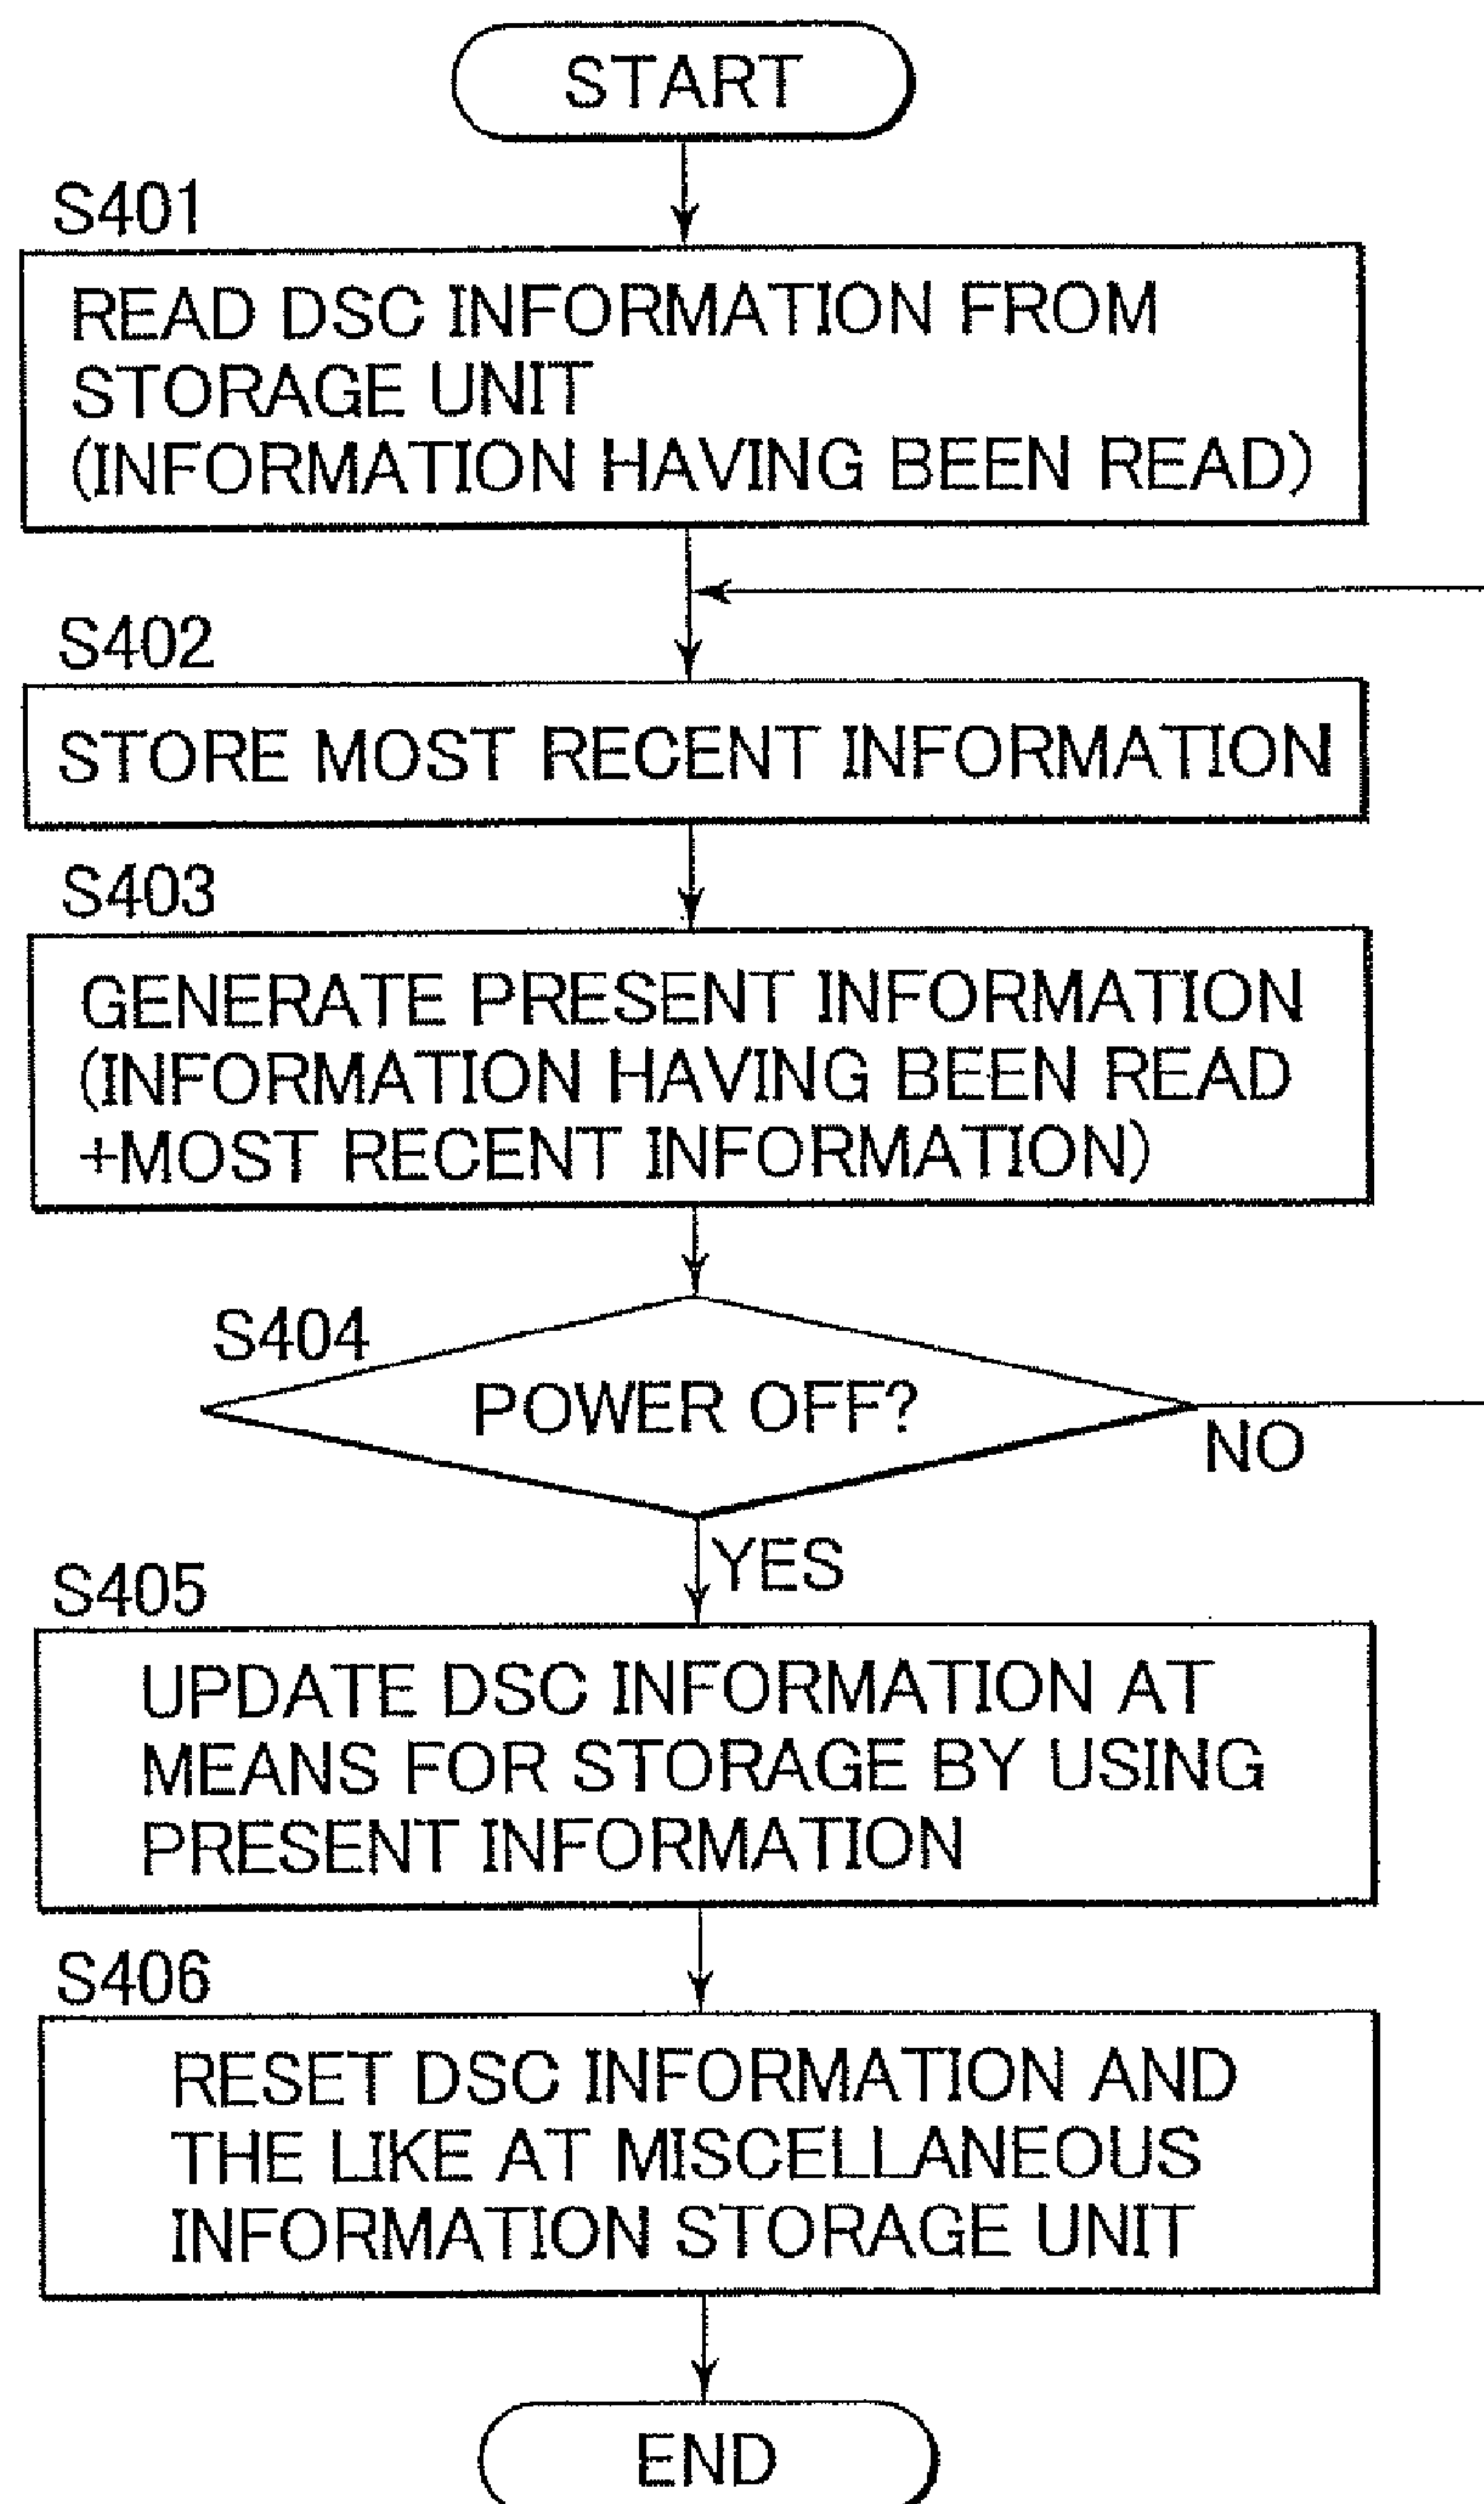 START
S401
READ DSC INFORMATION FROM
STORAGE UNIT
(INFORMATION HAVING BEEN READ)
S402
STORE MOST RECENT INFORMATION
S403
GENERATE PRESENT INFORMATION
(INFORMATION HAVING BEEN READ
+MOST RECENT INFORMATION)
S404
POWER OFF?
NO
YES
S405
UPDATE DSC INFORMATION AT
MEANS FOR STORAGE BY USING
PRESENT INFORMATION
S406
RESET DSC INFORMATION AND
THE LIKE AT MISCELLANEOUS
INFORMATION STORAGE UNIT
END